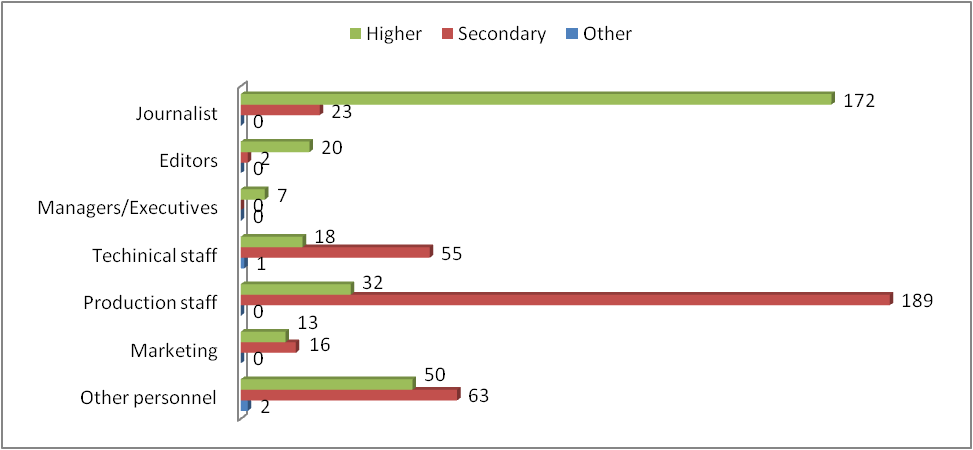 Higher Secondary Other
Journalist
172
23
0
Editors
20
2
0
Managers/Executives
7
0
0
Techinical staff
18
55
1
Production staff
32
189
0
Marketing
13
16
0
Other personnel
50
63
2